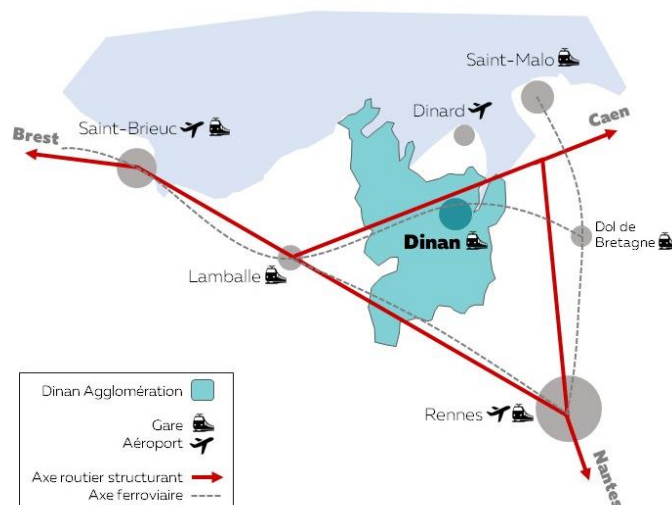 Saint-Malo
Dinard
Caen
Saint-Brieuc
Brest
Dinan
Dol de
Bretagne
Lamballe
Rennes
Nantes
Dinan Agglomération
Gare
Aéroport
Axe routier structurant
Axe ferroviaire